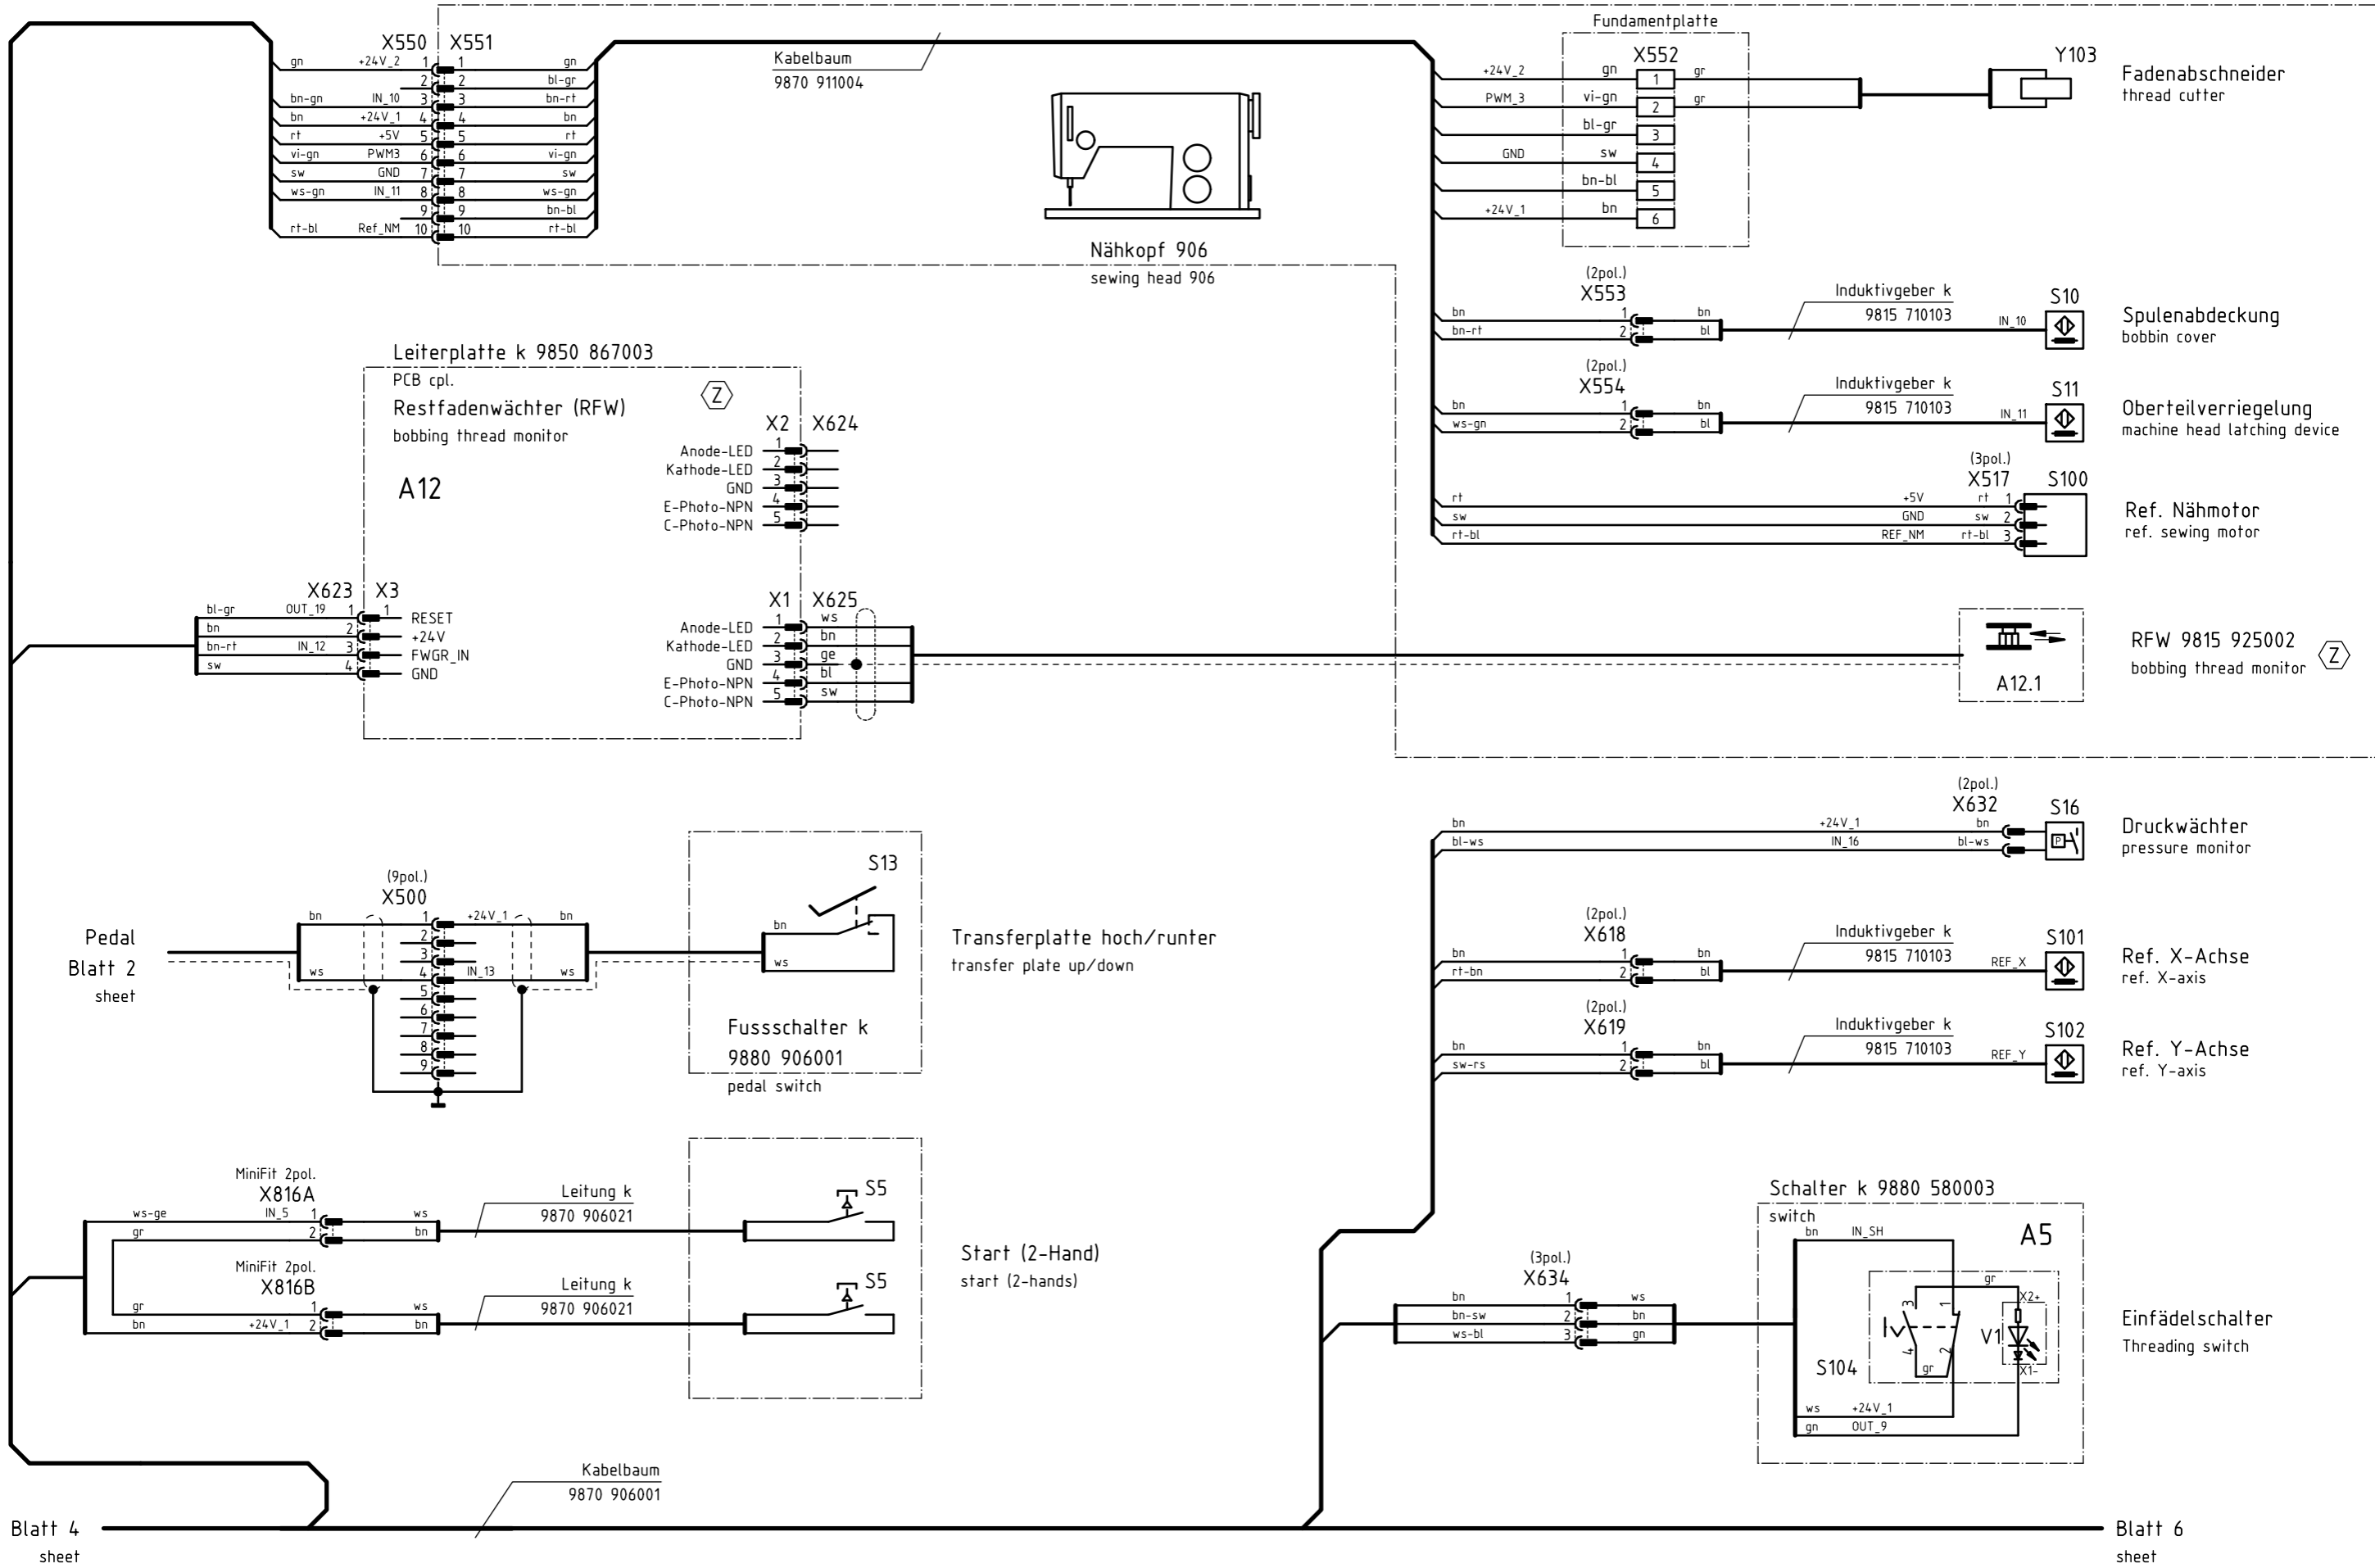 X550 X551
gn +24V_2 1 1 gn
2 2 bl-gr
bn-gn IN_10 3 3 bn-rt
bn +24V_1 4 4 bn
rt +5V 5 5 rt
vi-gn PWM3 6 6 vi-gn
sw GND 7 7 sw
ws-gn IN_11 8 8 ws-gn
9 9 bn-bl
rt-bl Ref_NM 10 10 rt-bl
Kabelbaum
9870 911004
Nähkopf 906
sewing head 906
Fundamentplatte
X552
+24V_2 gn 1 gr
PWM_3 vi-gn 2 gr
bl-gr 3
GND sw 4
bn-bl 5
+24V_1 bn 6
Y103
Fadenabschneider
thread cutter
(2pol.)
X553
bn 1 bn
bn-rt 2 bl
Induktivgeber k
9815 710103
IN_10
S10
Spulenabdeckung
bobbin cover
(2pol.)
X554
bn 1 bn
ws-gn 2 bl
Induktivgeber k
9815 710103
IN_11
S11
Oberteilverriegelung
machine head latching device
(3pol.)
X517
S100
rt +5V rt 1
sw GND sw 2
rt-bl REF_NM rt-bl 3
Ref. Nähmotor
ref. sewing motor
Leiterplatte k 9850 867003
PCB cpl.
Restfadenwächter (RFW)
bobbing thread monitor
Z
A12
X2 X624
Anode-LED 1
Kathode-LED 2
GND 3
E-Photo-NPN 4
C-Photo-NPN 5
X623 X3
bl-gr OUT_19 1 1 RESET
bn 2 +24V
bn-rt IN_12 3 FWGR_IN
sw 4 GND
X1 X625
Anode-LED 1 ws
Kathode-LED 2 bn
GND 3 ge
E-Photo-NPN 4 bl
C-Photo-NPN 5 sw
A12.1
RFW 9815 925002
bobbing thread monitor
Z
(2pol.)
X632
S16
bn +24V_1 bn
bl-ws IN_16 bl-ws
P
Druckwächter
pressure monitor
Pedal
Blatt 2
sheet
(9pol.)
X500
bn 1 +24V_1 bn
2
3
ws 4 IN_13 ws
5
6
7
8
9
S13
bn
ws
Fussschalter k
9880 906001
pedal switch
Transferplatte hoch/runter
transfer plate up/down
(2pol.)
X618
bn 1 bn
rt-bn 2 bl
Induktivgeber k
9815 710103
REF_X
S101
Ref. X-Achse
ref. X-axis
(2pol.)
X619
bn 1 bn
sw-rs 2 bl
Induktivgeber k
9815 710103
REF_Y
S102
Ref. Y-Achse
ref. Y-axis
MiniFit 2pol.
X816A
ws-ge IN_5 1 ws
gr 2 bn
Leitung k
9870 906021
S5
MiniFit 2pol.
X816B
gr 1 ws
bn +24V_1 2 bn
Leitung k
9870 906021
S5
Start (2-Hand)
start (2-hands)
(3pol.)
X634
bn 1 ws
bn-sw 2 bn
ws-bl 3 gn
Schalter k 9880 580003
switch
bn IN_SH
A5
gr
3 1 X2+
V1
4 2
gr X1-
S104
ws +24V_1
gn OUT_9
Einfädelschalter
Threading switch
Kabelbaum
9870 906001
Blatt 4
sheet
Blatt 6
sheet